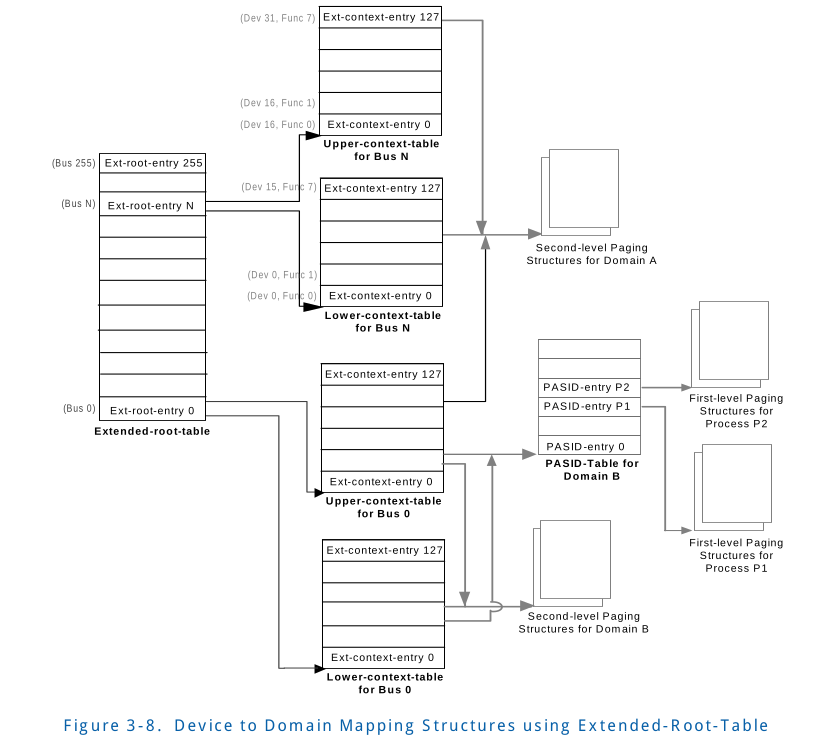 (Dev 31, Func 7)
Ext-context-entry 127
(Dev 16, Func 1)
(Dev 16, Func 0)
Ext-context-entry 0
Upper-context-table
for Bus N
(Bus 255)
Ext-root-entry 255
(Bus N)
Ext-root-entry N
(Dev 15, Func 7)
Ext-context-entry 127
(Dev 0, Func 1)
(Dev 0, Func 0)
Ext-context-entry 0
Lower-context-table
for Bus N
Second-level Paging
Structures for Domain A
(Bus 0)
Ext-root-entry 0
Extended-root-table
Ext-context-entry 127
Ext-context-entry 0
Upper-context-table
for Bus 0
PASID-entry P2
PASID-entry P1
PASID-entry 0
PASID-Table for
Domain B
First-level Paging
Structures for
Process P2
First-level Paging
Structures for
Process P1
Ext-context-entry 127
Ext-context-entry 0
Lower-context-table
for Bus 0
Second-level Paging
Structures for Domain B
Figure 3-8. Device to Domain Mapping Structures using Extended-Root-Table